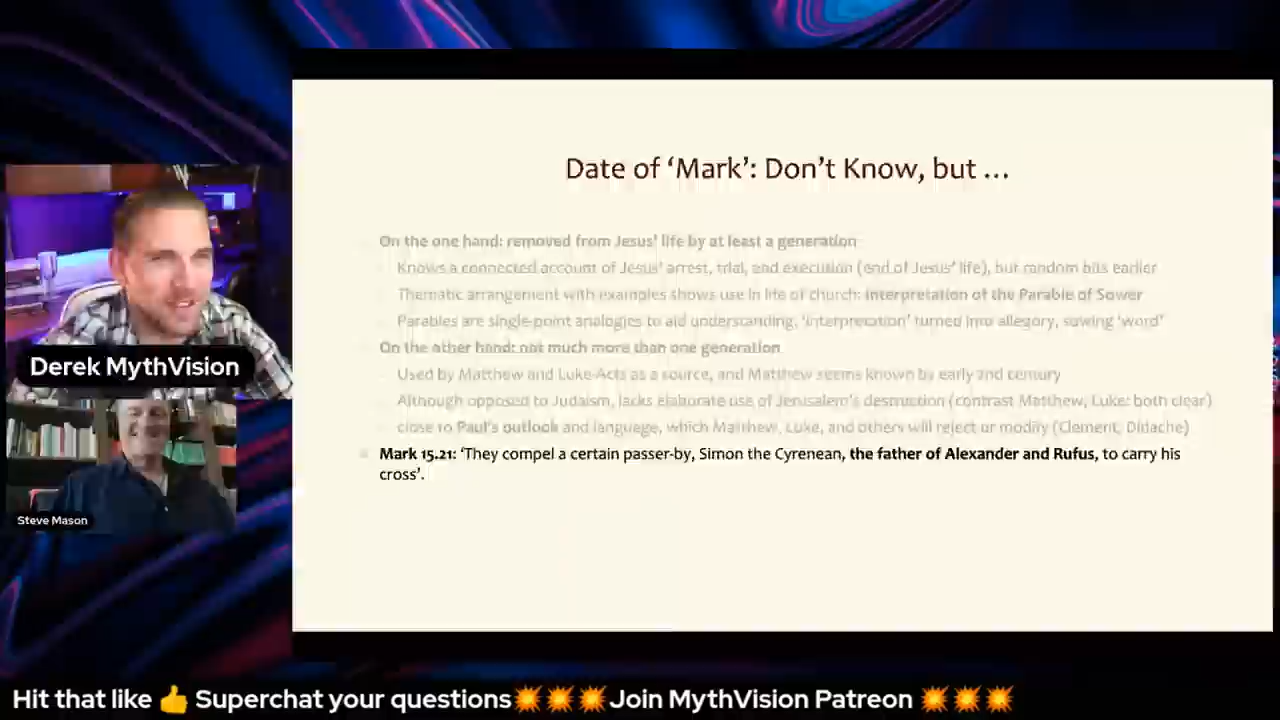 Date of ‘Mark’: Don’t Know, but …
On the one hand: removed from Jesus’ life by at least a generation
Knows a connected account of Jesus’ arrest, trial, and execution (end of Jesus’ life), but random bits earlier
Thematic arrangement with examples shows use in life of church: interpretation of the Parable of Sower
Parables are single-point analogies to aid understanding, ‘interpretation’ turned into allegory, sowing ‘word’
On the other hand: not much more than one generation
Used by Matthew and Luke-Acts as a source, and Matthew seems known by early 2nd century
Although opposed to Judaism, lacks elaborate use of Jerusalem’s destruction (contrast Matthew, Luke: both clear)
close to Paul’s outlook and language, which Matthew, Luke, and others will reject or modify (Clement, Didache)
Mark 15.21: ‘They compel a certain passer-by, Simon the Cyrenean, the father of Alexander and Rufus, to carry his
cross’.
Derek MythVision
Steve Mason
Hit that like 👍 Superchat your questions💥💥💥Join MythVision Patreon 💥💥💥